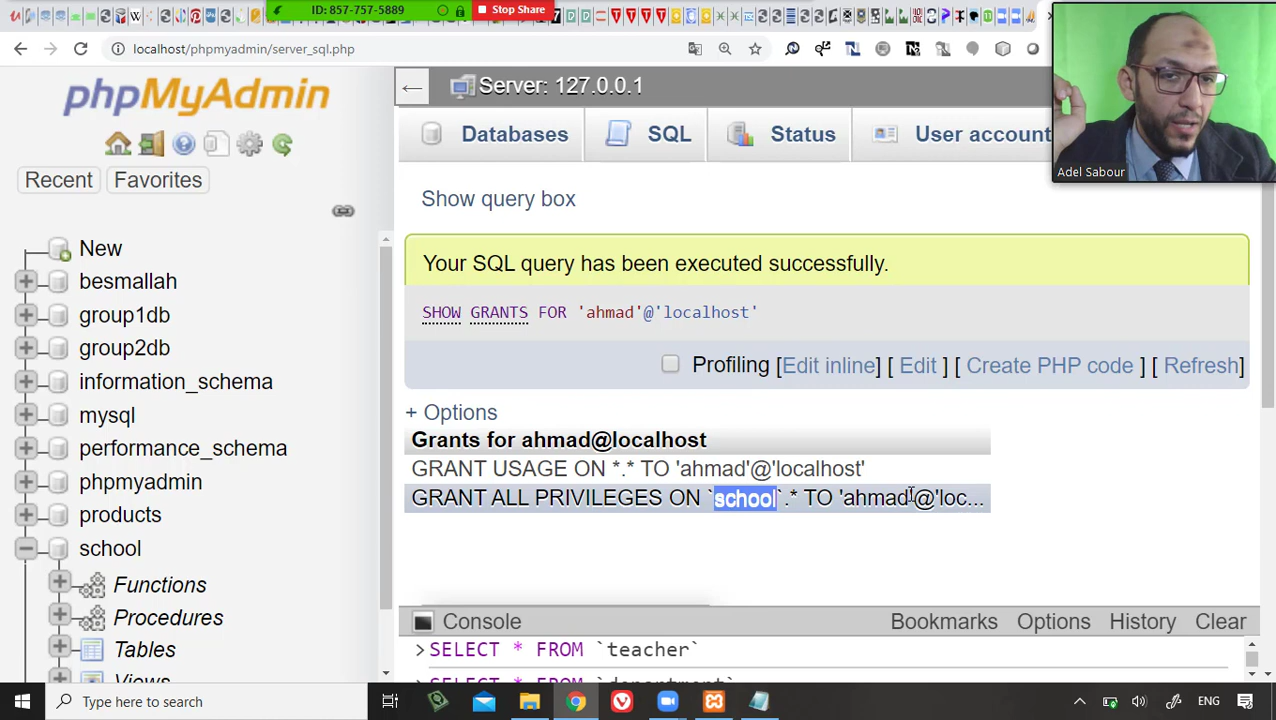 ID: 857-757-5889
Stop Share
localhost/phpmyadmin/server_sql.php
phpMyAdmin
Recent
Favorites
New
besmallah
group1db
group2db
information_schema
mysql
performance_schema
phpmyadmin
products
school
Functions
Procedures
Tables
Views
Server: 127.0.0.1
Databases
SQL
Status
User account
Adel Sabour
Show query box
Your SQL query has been executed successfully.
SHOW GRANTS FOR 'ahmad'@'localhost'
Profiling [Edit inline] [ Edit ] [ Create PHP code ] [ Refresh]
+ Options
Grants for ahmad@localhost
GRANT USAGE ON *.* TO 'ahmad'@'localhost'
GRANT ALL PRIVILEGES ON `school`.* TO 'ahmad'@'loc...
Console
Bookmarks
Options
History
Clear
>SELECT * FROM `teacher`
SELECT * FROM `department`
Type here to search
ENG